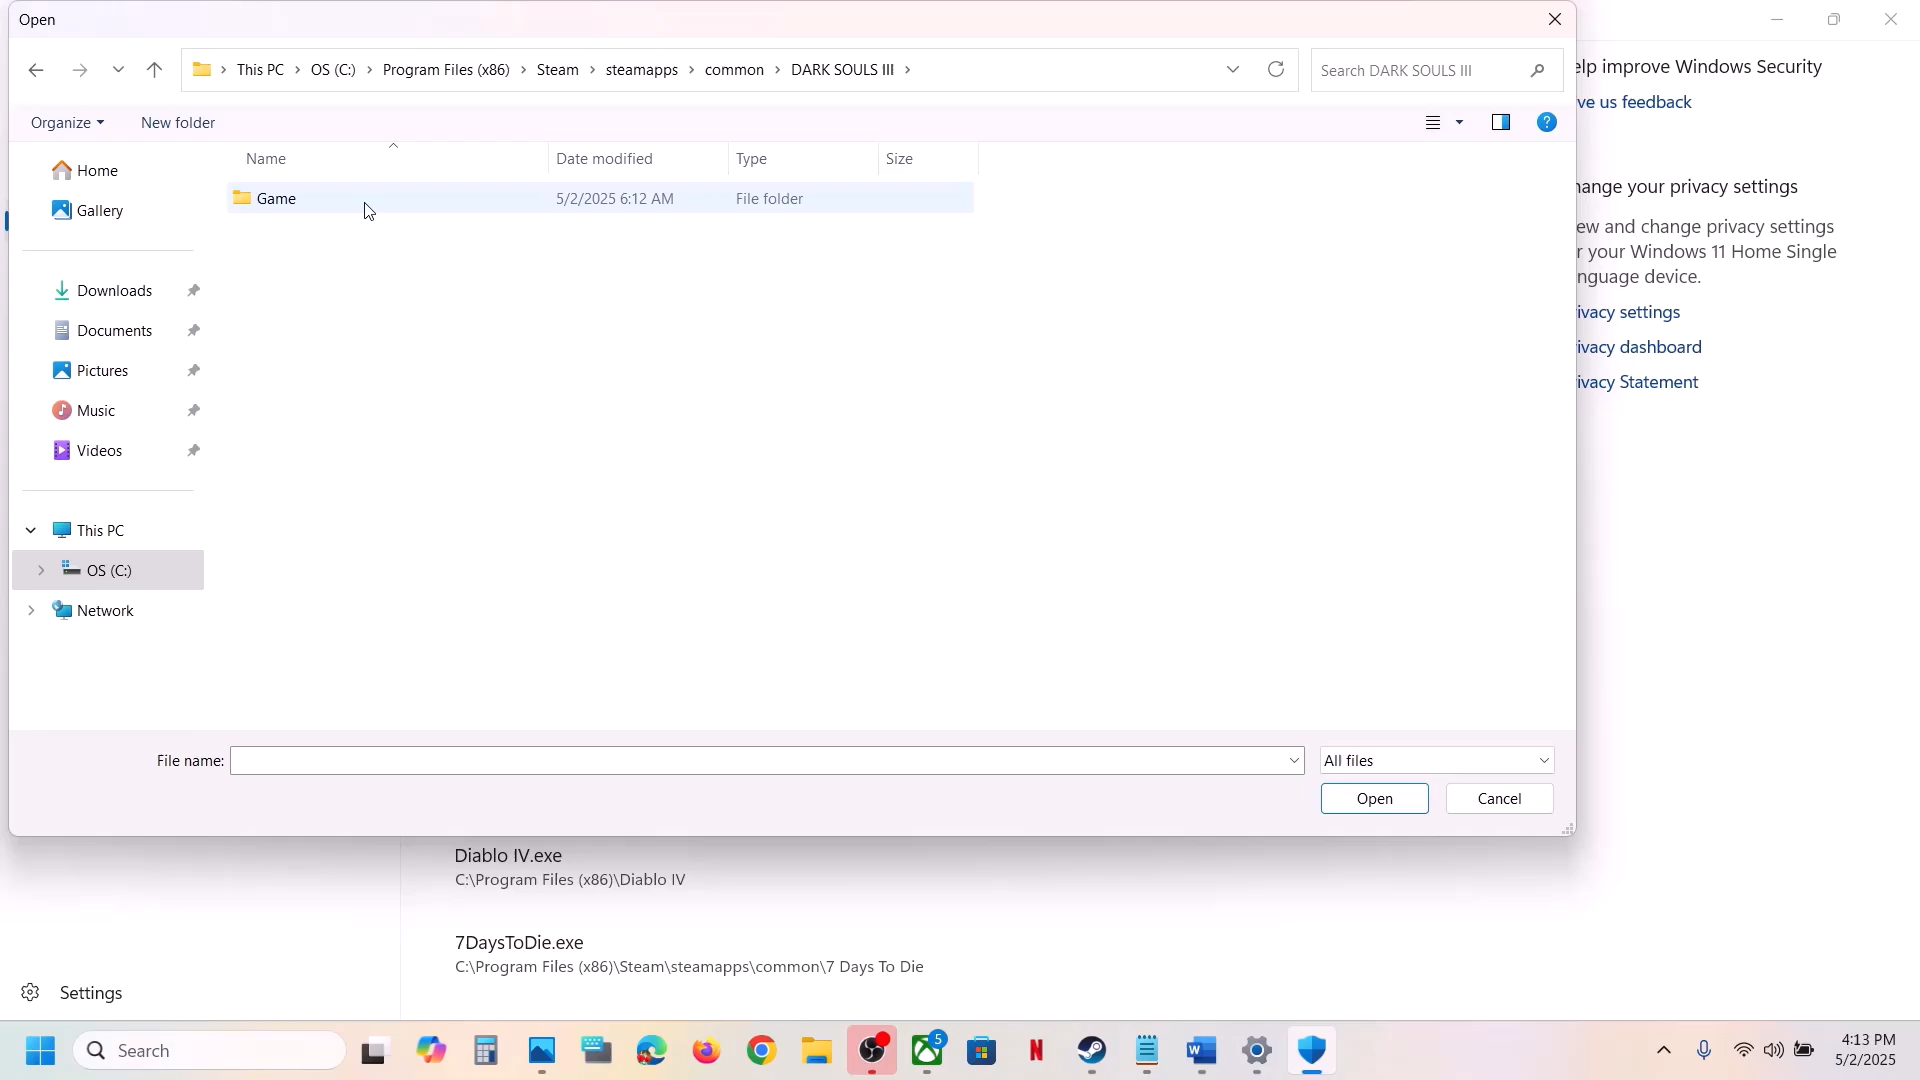 Open
This PC > OS (C:) > Program Files (x86) > Steam > steamapps > common > DARK SOULS III >
Search DARK SOULS III
Organize
New folder
Name
Date modified
Type
Size
Game
5/2/2025 6:12 AM
File folder
Home
Gallery
Downloads
Documents
Pictures
Music
Videos
This PC
OS (C:)
Network
File name:
All files
Open
Cancel
elp improve Windows Security
ve us feedback
hange your privacy settings
ew and change privacy settings
r your Windows 11 Home Single
nguage device.
ivacy settings
ivacy dashboard
ivacy Statement
Diablo IV.exe
C:\Program Files (x86)\Diablo IV
7DaysToDie.exe
C:\Program Files (x86)\Steam\steamapps\common\7 Days To Die
Settings
Search
5
4:13 PM
5/2/2025